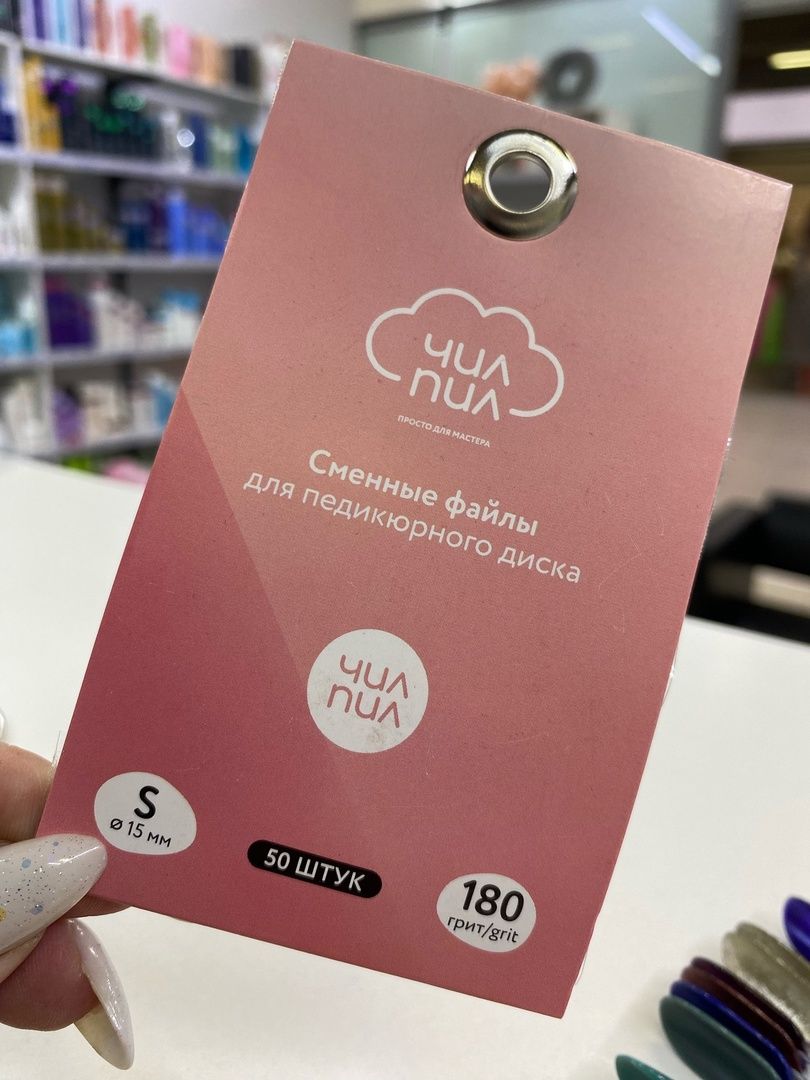 чил
пил
ПРОСТО ДЛЯ МАСТЕРА
Сменные файлы
для педикюрного диска
чил
пил
S
ø 15 мм
50 ШТУК
180
грит/grit